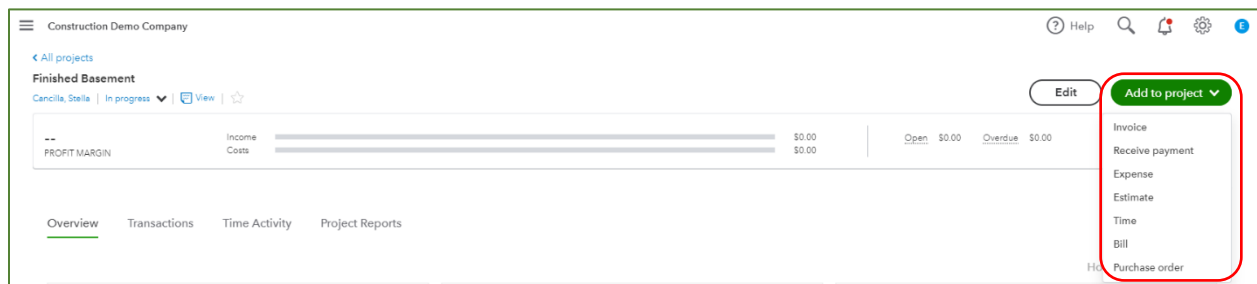 Construction Demo Company
? Help
E
All projects
Finished Basement
Cancilla, Stella | In progress | View |
Edit
Add to project
--
PROFIT MARGIN
Income $0.00
Costs $0.00
Open $0.00 Overdue $0.00
Invoice
Receive payment
Expense
Estimate
Time
Bill
Purchase order
Overview Transactions Time Activity Project Reports